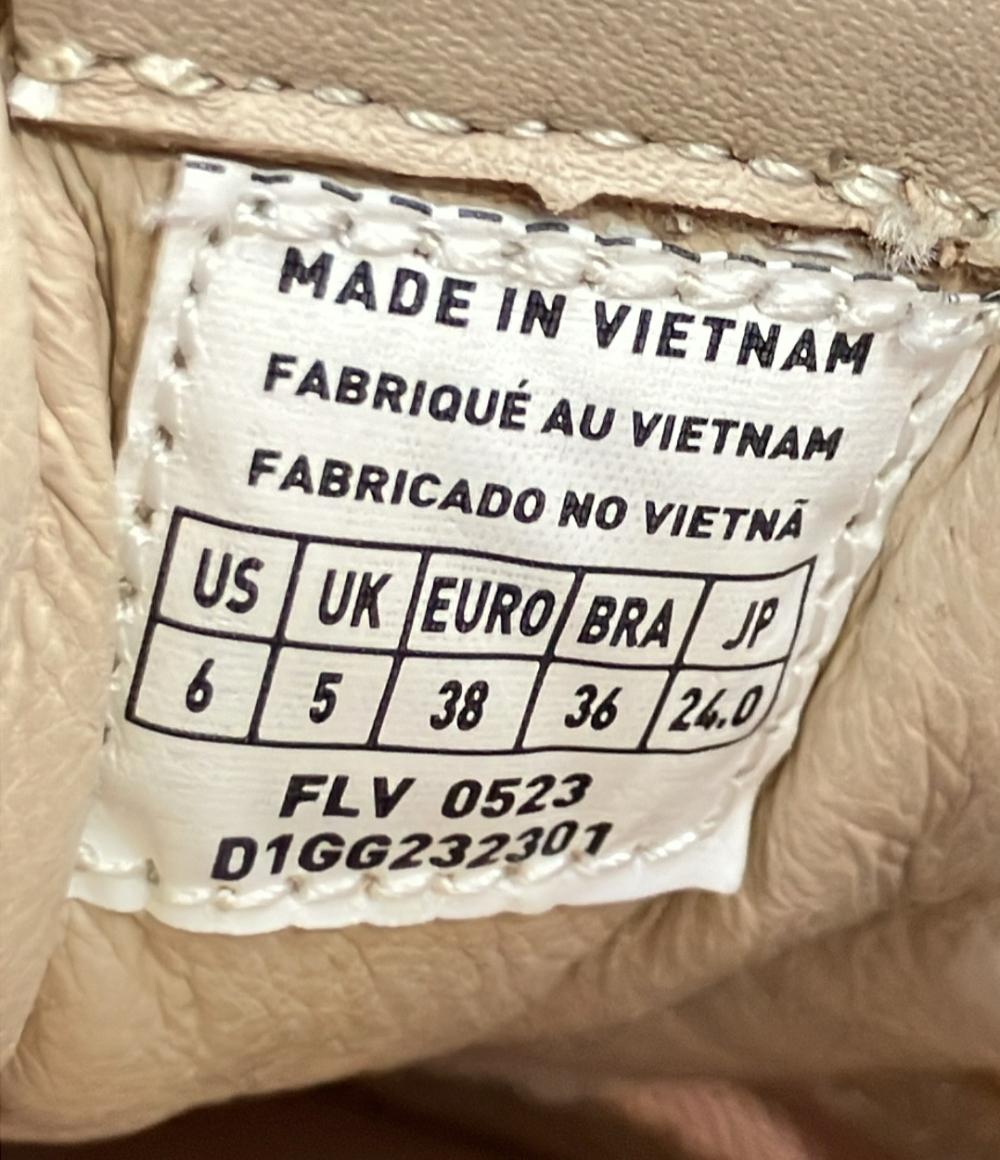 MADE IN VIETNAM
FABRIQUÉ AU VIETNAM
FABRICADO NO VIETNÃ
US UK EURO BRA JP
6 5 38 36 24.0
FLV 0523
D1GG232301